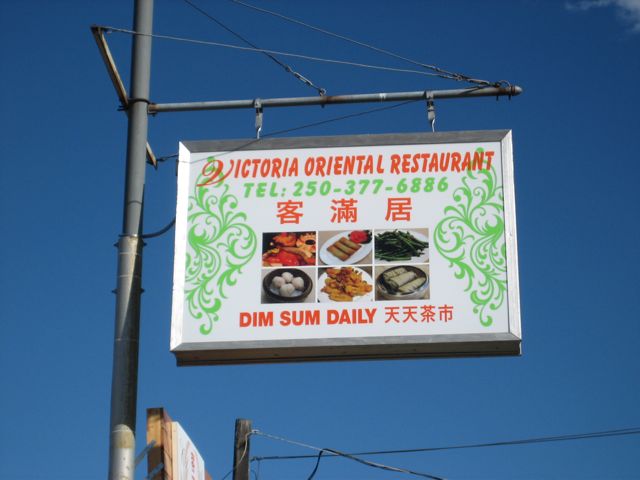 VICTORIA ORIENTAL RESTAURANT
TEL: 250-377-6886
客滿居
DIM SUM DAILY 天天茶市